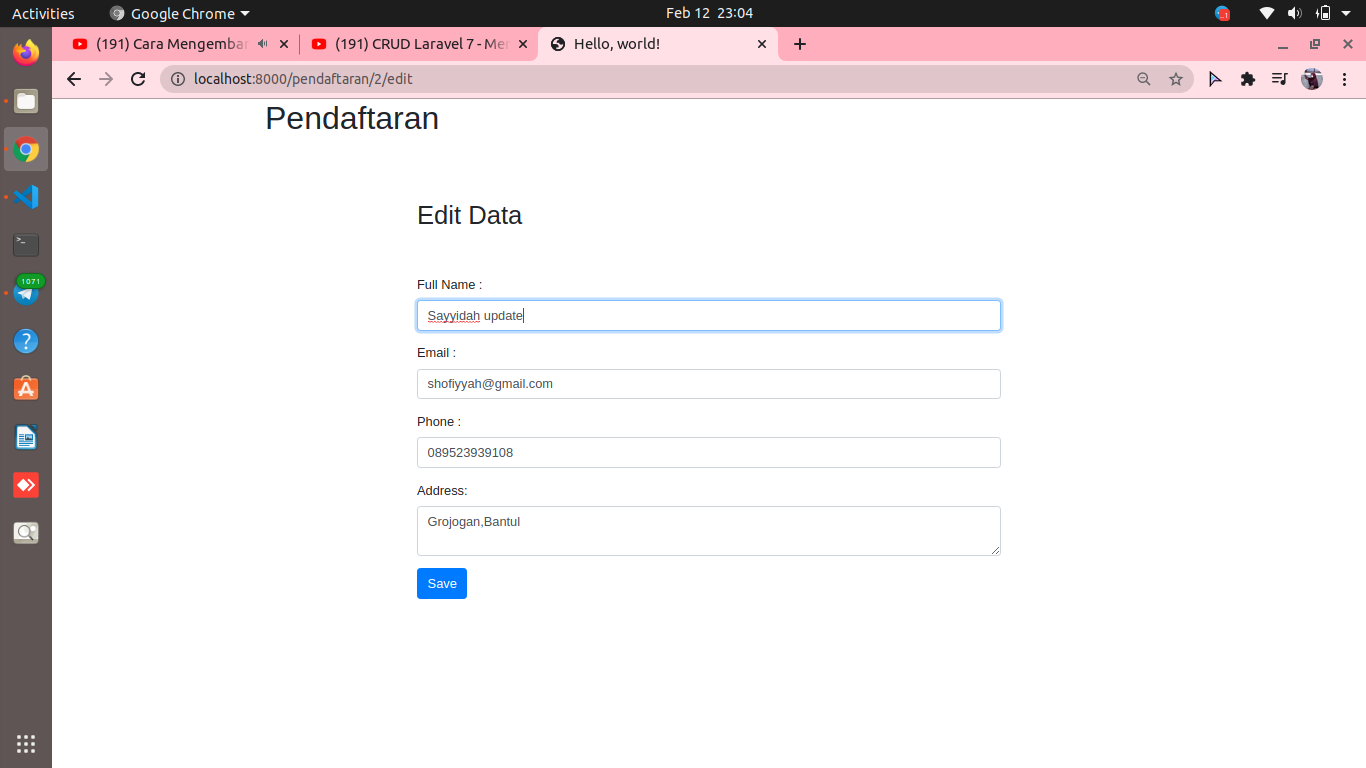 Activities Google Chrome Feb 12 23:04
(191) Cara Mengembar (191) CRUD Laravel 7 - Men Hello, world!
localhost:8000/pendaftaran/2/edit
Pendaftaran
Edit Data
Full Name :
Sayyidah update
Email :
shofiyyah@gmail.com
Phone :
089523939108
1071
Address:
Grojogan,Bantul
Save